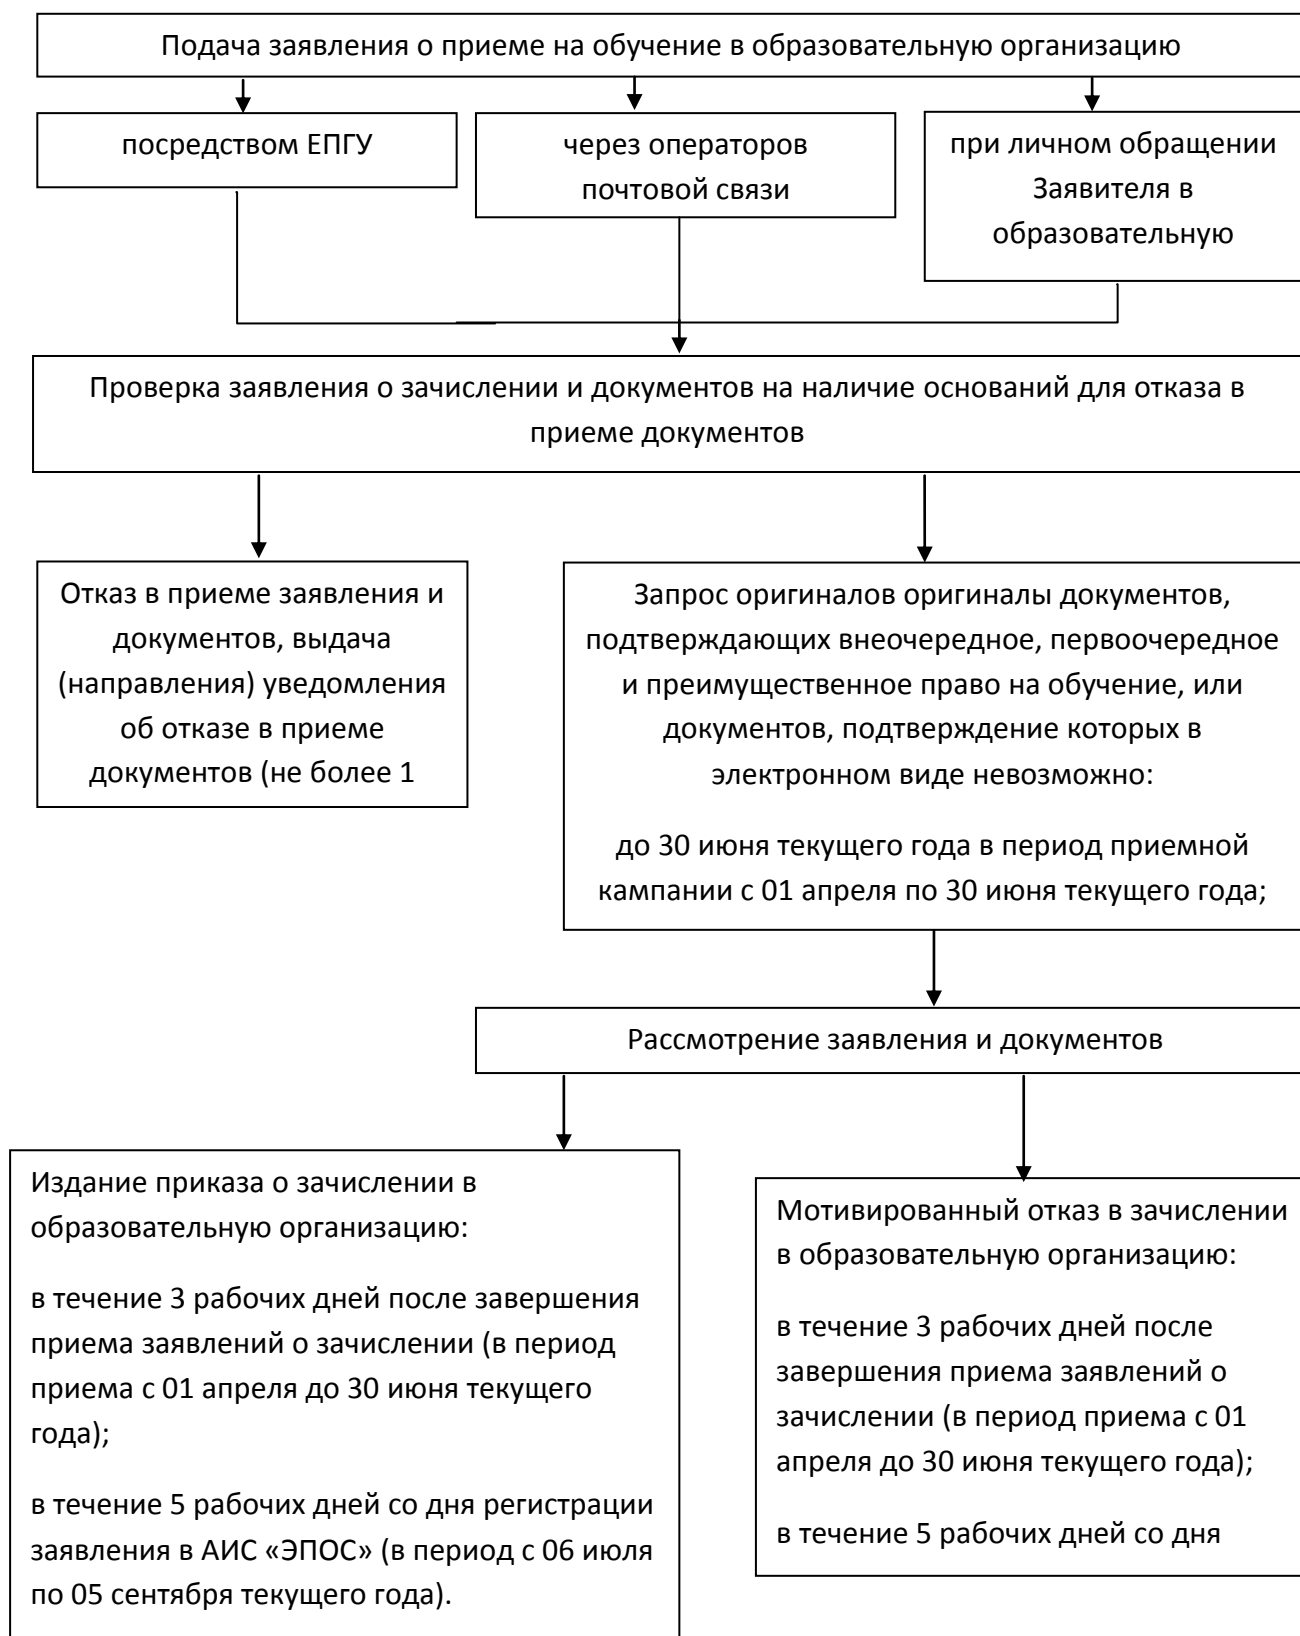 Подача заявления о приеме на обучение в образовательную организацию
посредством ЕПГУ
через операторов
почтовой связи
при личном обращении
Заявителя в
образовательную
Проверка заявления о зачислении и документов на наличие оснований для отказа в
приеме документов
Отказ в приеме заявления и
документов, выдача
(направления) уведомления
об отказе в приеме
документов (не более 1
Запрос оригиналов оригиналы документов,
подтверждающих внеочередное, первоочередное
и преимущественное право на обучение, или
документов, подтверждение которых в
электронном виде невозможно:
до 30 июня текущего года в период приемной
кампании с 01 апреля по 30 июня текущего года;
Рассмотрение заявления и документов
Издание приказа о зачислении в
образовательную организацию:
в течение 3 рабочих дней после завершения
приема заявлений о зачислении (в период
приема с 01 апреля до 30 июня текущего
года);
в течение 5 рабочих дней со дня регистрации
заявления в АИС «ЭПОС» (в период с 06 июля
по 05 сентября текущего года).
Мотивированный отказ в зачислении
в образовательную организацию:
в течение 3 рабочих дней после
завершения приема заявлений о
зачислении (в период приема с 01
апреля до 30 июня текущего года);
в течение 5 рабочих дней со дня